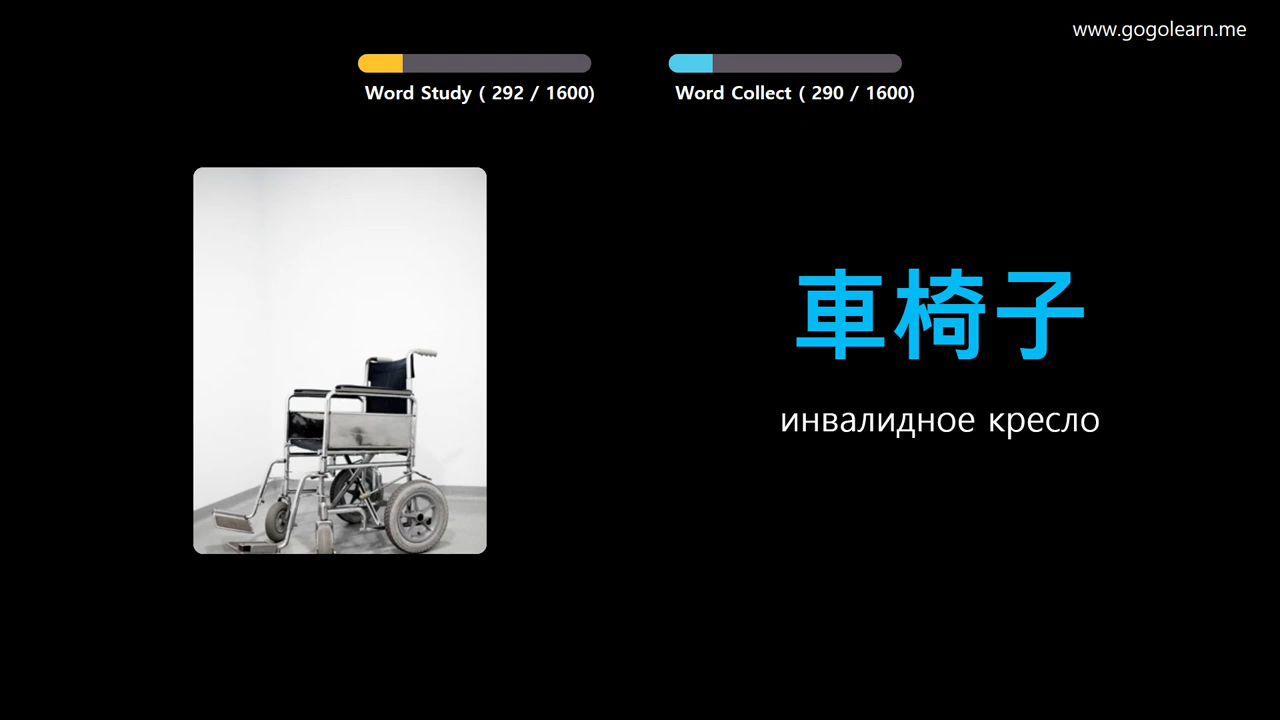 www.gogolearn.me
Word Study ( 292 / 1600)
Word Collect ( 290 / 1600)
車椅子
инвалидное кресло